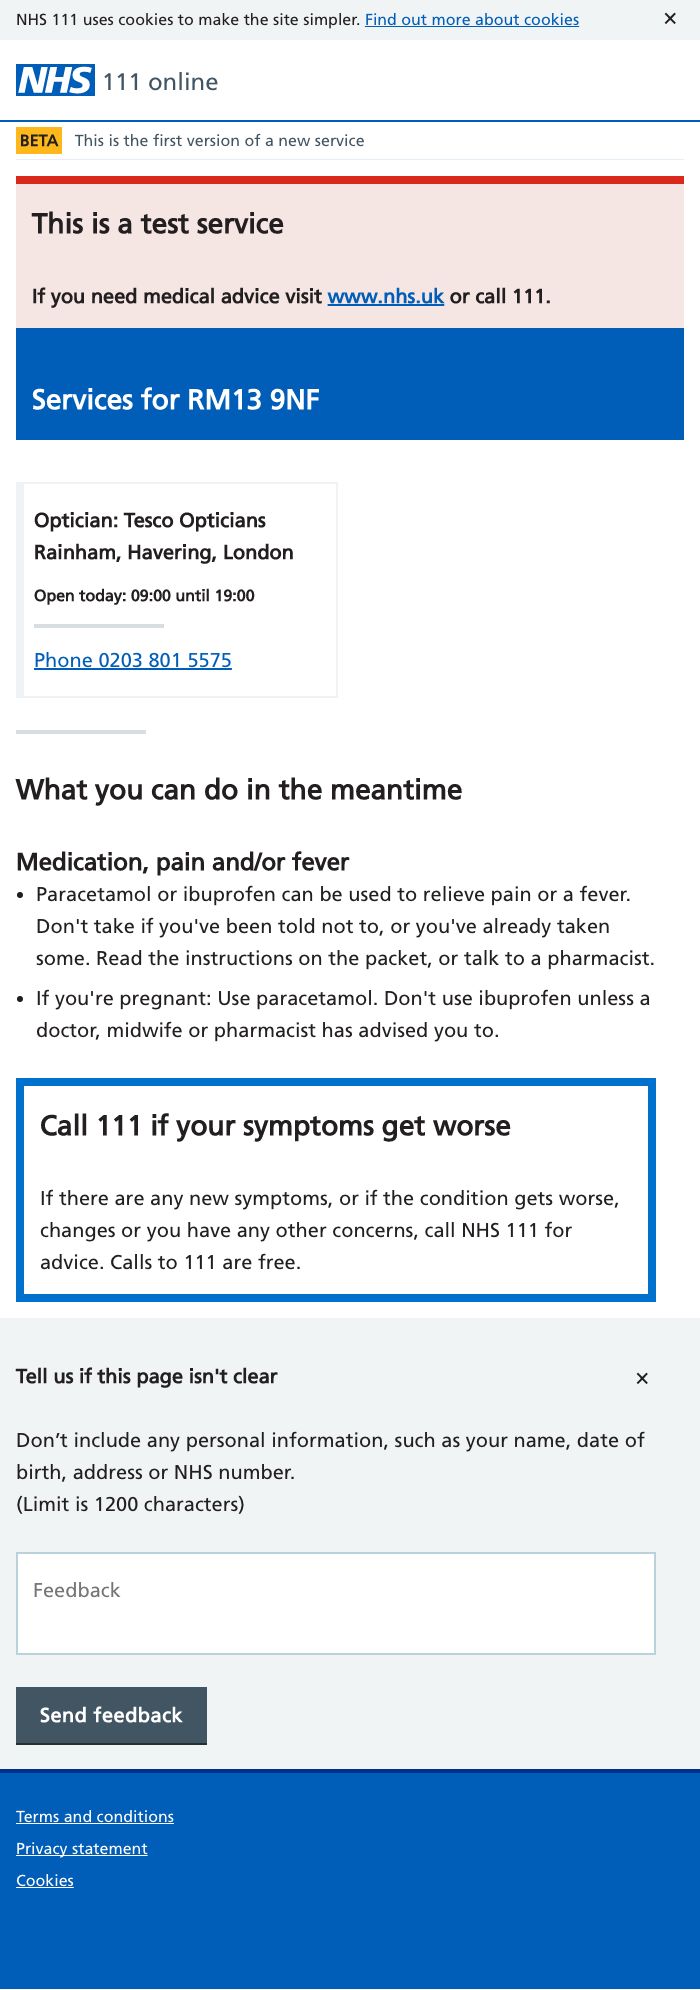 NHS 111 uses cookies to make the site simpler. Find out more about cookies ✕
NHS 111 online
BETA This is the first version of a new service
This is a test service
If you need medical advice visit www.nhs.uk or call 111.
Services for RM13 9NF
Optician: Tesco Opticians
Rainham, Havering, London
Open today: 09:00 until 19:00
Phone 0203 801 5575
What you can do in the meantime
Medication, pain and/or fever
• Paracetamol or ibuprofen can be used to relieve pain or a fever.
Don't take if you've been told not to, or you've already taken
some. Read the instructions on the packet, or talk to a pharmacist.
• If you're pregnant: Use paracetamol. Don't use ibuprofen unless a
doctor, midwife or pharmacist has advised you to.
Call 111 if your symptoms get worse
If there are any new symptoms, or if the condition gets worse,
changes or you have any other concerns, call NHS 111 for
advice. Calls to 111 are free.
Tell us if this page isn't clear ✕
Don’t include any personal information, such as your name, date of
birth, address or NHS number.
(Limit is 1200 characters)
Feedback
Send feedback
Terms and conditions
Privacy statement
Cookies